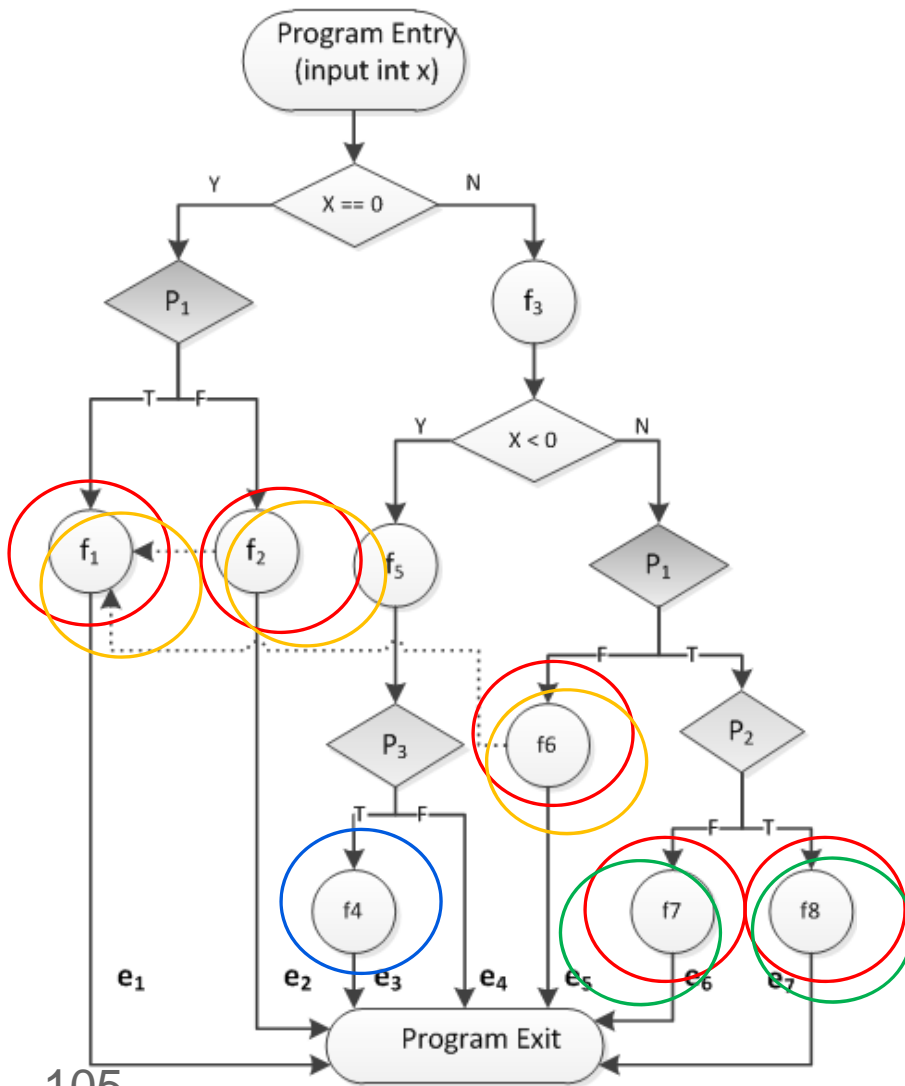 Program Entry
(input int x)
Y
N
X == 0
P₁
f₃
T
F
Y
N
X < 0
f₁
f₂
f₅
P₁
F
T
P₃
f6
P₂
T
F
F
T
f4
f7
f8
e₁
e₂
e₃
e₄
e₅
e₆
e₇
Program Exit
105